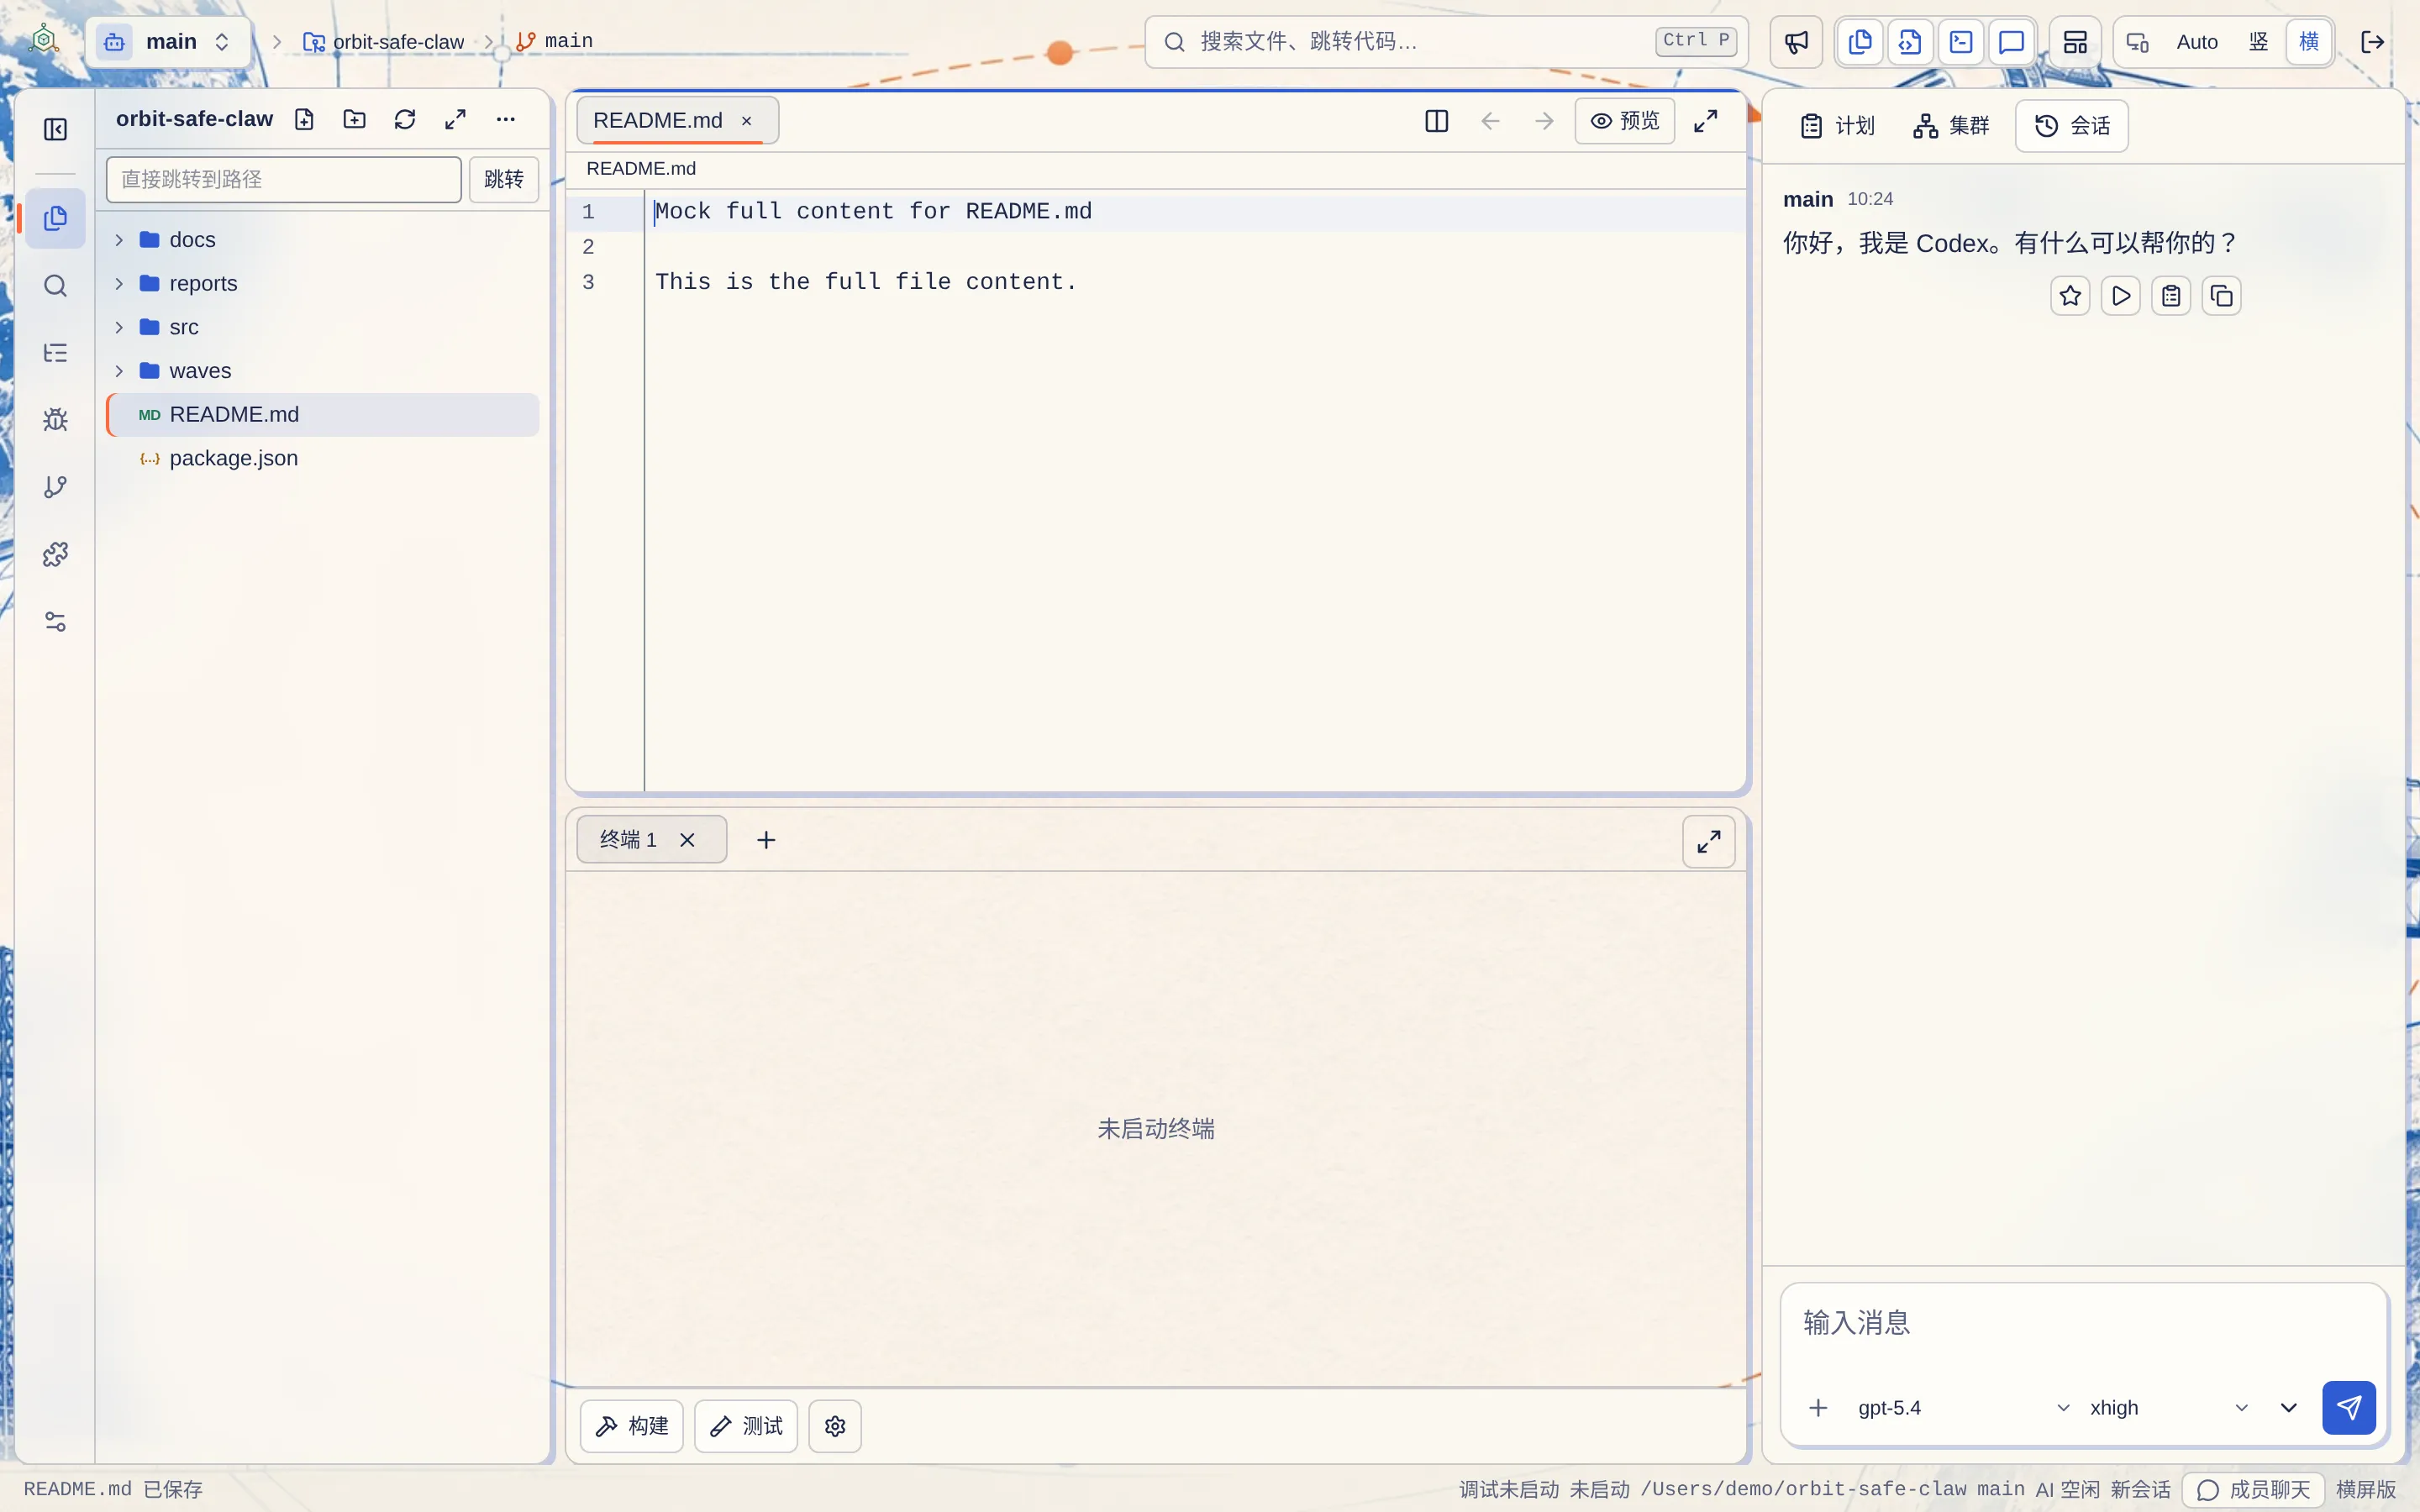 main
orbit-safe-claw
main
搜索文件、跳转代码...
Ctrl P
Auto
竖
横
orbit-safe-claw
直接跳转到路径
跳转
docs
reports
src
waves
MD README.md
{...} package.json
README.md
预览
README.md
1 Mock full content for README.md
2
3 This is the full file content.
终端 1
未启动终端
构建
测试
计划
集群
会话
main 10:24
你好，我是 Codex。有什么可以帮你的？
输入消息
gpt-5.4
xhigh
README.md 已保存
调试未启动 未启动 /Users/demo/orbit-safe-claw main AI 空闲 新会话 成员聊天 横屏版